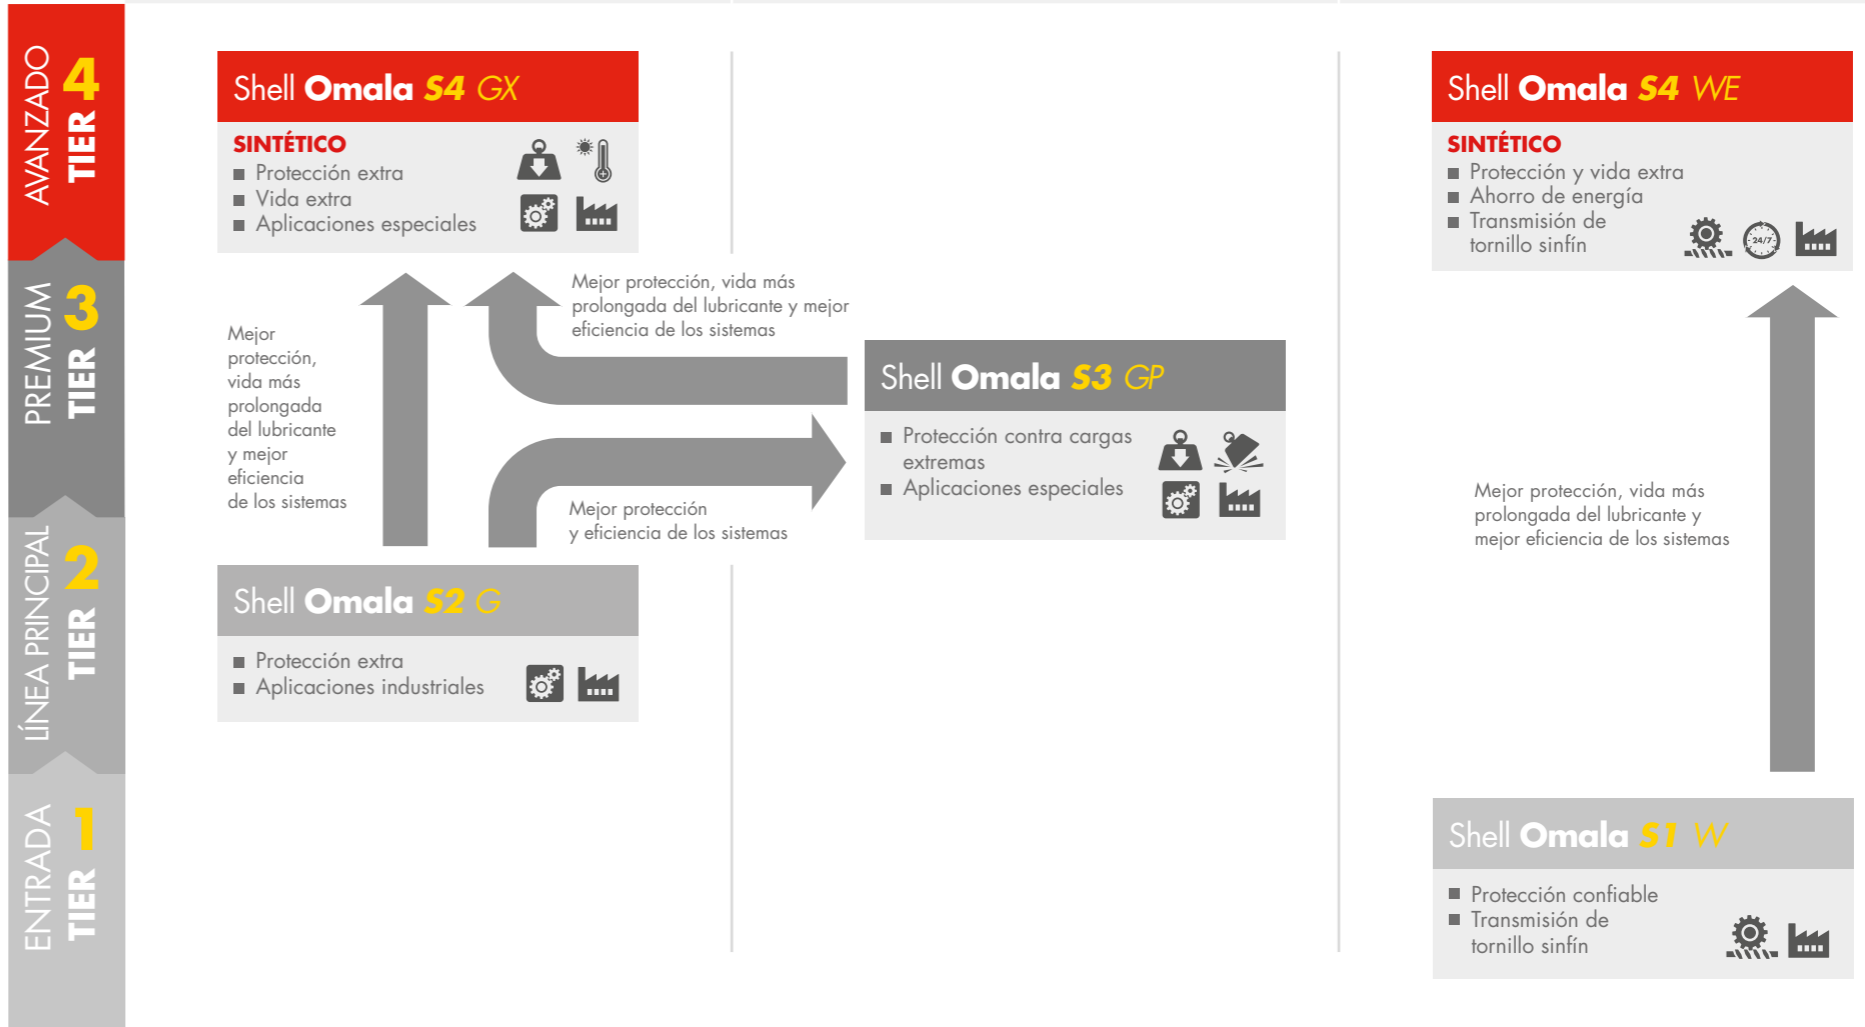 AVANZADO
TIER 4
PREMIUM
TIER 3
LÍNEA PRINCIPAL
TIER 2
ENTRADA
TIER 1
Shell Omala S4 GX
SINTÉTICO
Protección extra
Vida extra
Aplicaciones especiales
Mejor
protección,
vida más
prolongada
del lubricante
y mejor
eficiencia
de los sistemas
Mejor protección, vida más
prolongada del lubricante y mejor
eficiencia de los sistemas
Mejor protección
y eficiencia de los sistemas
Shell Omala S2 G
Protección extra
Aplicaciones industriales
Shell Omala S3 GP
Protección contra cargas
extremas
Aplicaciones especiales
Shell Omala S4 WE
SINTÉTICO
Protección y vida extra
Ahorro de energía
Transmisión de
tornillo sinfín
24/7
Mejor protección, vida más
prolongada del lubricante y
mejor eficiencia de los sistemas
Shell Omala S1 W
Protección confiable
Transmisión de
tornillo sinfín